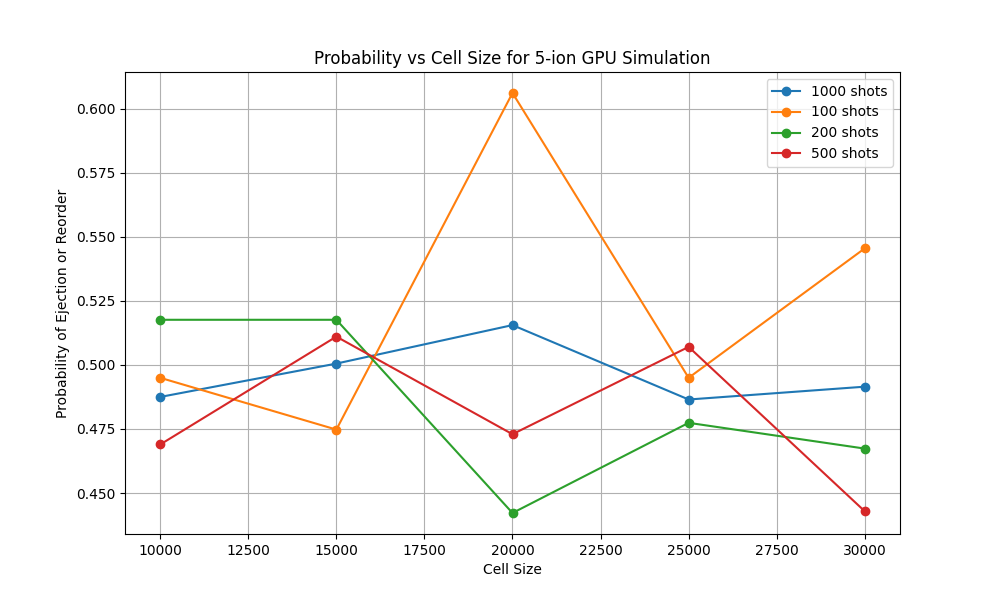 Probability vs Cell Size for 5-ion GPU Simulation
1000 shots
100 shots
200 shots
500 shots
Probability of Ejection or Reorder
0.600
0.575
0.550
0.525
0.500
0.475
0.450
10000 12500 15000 17500 20000 22500 25000 27500 30000
Cell Size